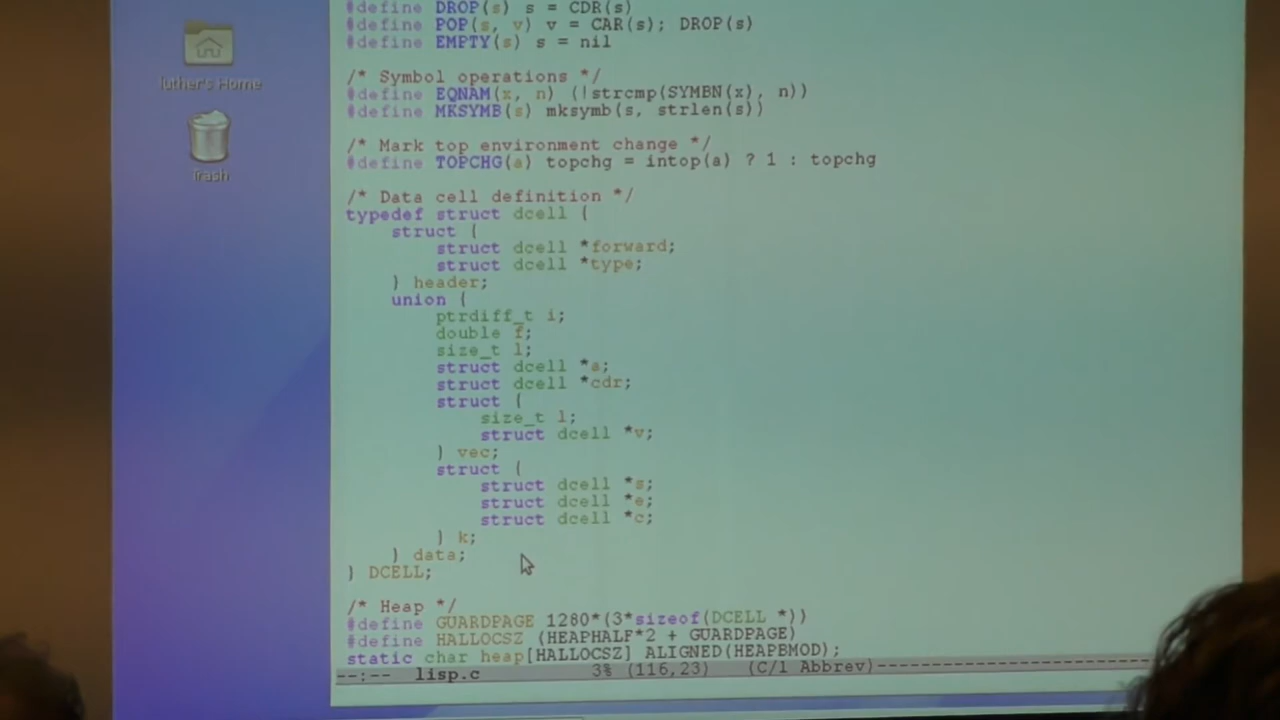 luther's Home
Trash
#define DROP(s) s = CDR(s)
#define POP(s, v) v = CAR(s); DROP(s)
#define EMPTY(s) s = nil
/* Symbol operations */
#define EQNAM(x, n) (!strcmp(SYMBN(x), n))
#define MKSYMB(s) mksymb(s, strlen(s))
/* Mark top environment change */
#define TOPCHG(a) topchg = intop(a) ? 1 : topchg
/* Data cell definition */
typedef struct dcell {
struct {
struct dcell *forward;
struct dcell *type;
} header;
union {
ptrdiff_t i;
double f;
size_t l;
struct dcell *a;
struct dcell *cdr;
struct {
size_t l;
struct dcell *v;
} vec;
struct {
struct dcell *s;
struct dcell *e;
struct dcell *c;
} k;
} data;
} DCELL;
/* Heap */
#define GUARDPAGE 1280*(3*sizeof(DCELL *))
#define HALLOCSZ (HEAPHALF*2 + GUARDPAGE)
static char heap[HALLOCSZ] ALIGNED(HEAPBMOD);
--:-- lisp.c 3% (116,23) (C/l Abbrev)--------------------------